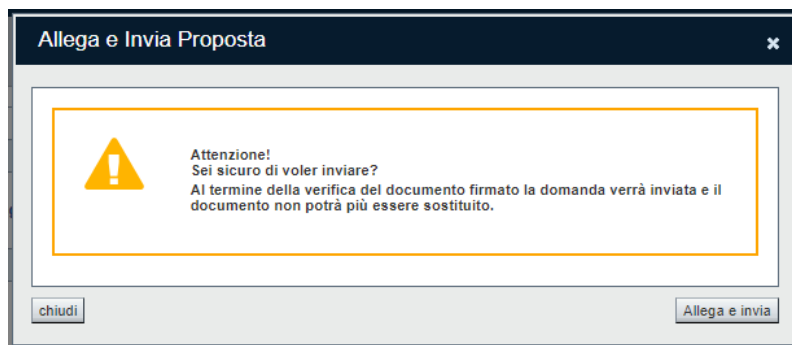 Allega e Invia Proposta
Attenzione!
Sei sicuro di voler inviare?
Al termine della verifica del documento firmato la domanda verrà inviata e il
documento non potrà più essere sostituito.
chiudi
Allega e invia